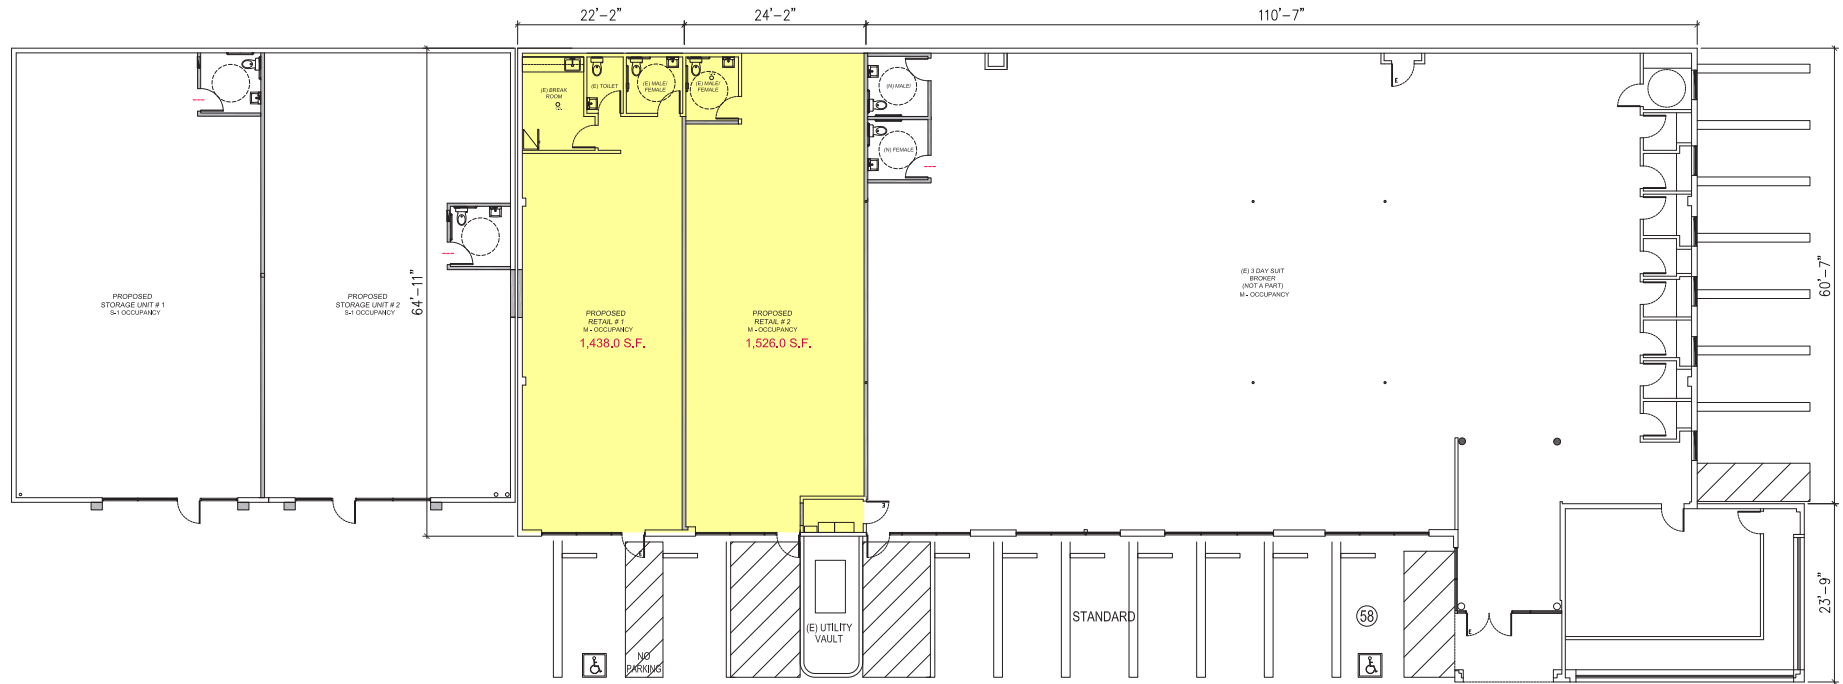 22'-2"
24'-2"
110'-7"
(E) BREAK
ROOM
(E) TOILET
(E) MALE/
FEMALE
(E) MALE/
FEMALE
(N) MALE/
(N) FEMALE
PROPOSED
STORAGE UNIT # 1
S-1 OCCUPANCY
PROPOSED
STORAGE UNIT # 2
S-1 OCCUPANCY
64'-11"
PROPOSED
RETAIL # 1
M - OCCUPANCY
1,438.0 S.F.
PROPOSED
RETAIL # 2
M - OCCUPANCY
1,526.0 S.F.
(E) 3 DAY SUIT
BROKER
(NOT A PART)
M - OCCUPANCY
60'-7"
23'-9"
E
3
E
NO
PARKING
(E) UTILITY
VAULT
STANDARD
58